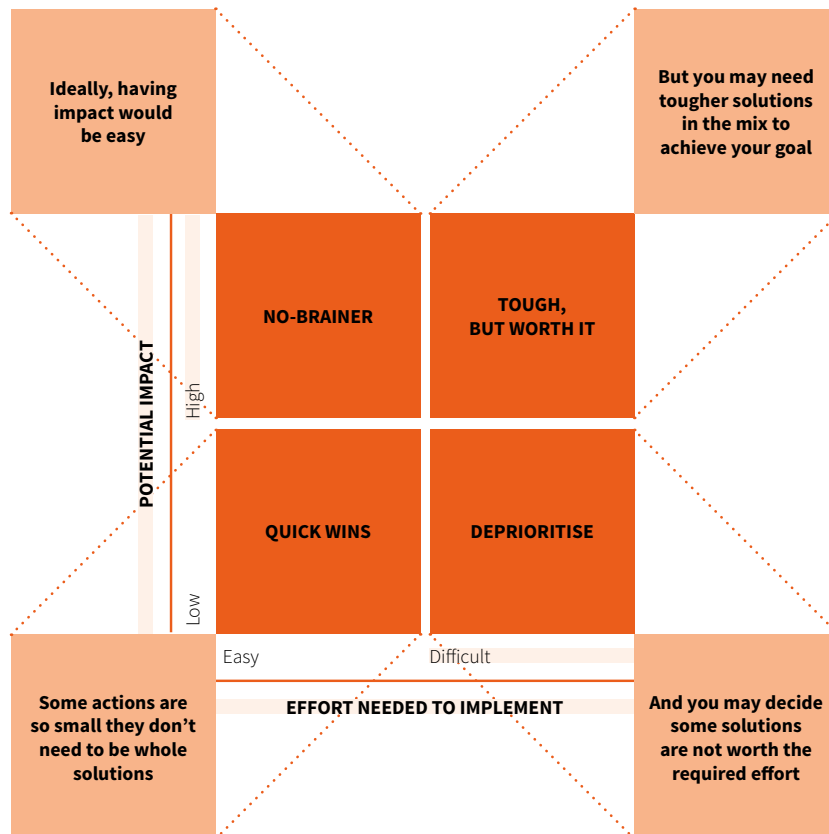 Ideally, having
impact would
be easy
But you may need
tougher solutions
in the mix to
achieve your goal
NO-BRAINER
TOUGH,
BUT WORTH IT
POTENTIAL IMPACT
High
QUICK WINS
DEPRIORITISE
Low
Easy
Difficult
EFFORT NEEDED TO IMPLEMENT
Some actions are
so small they don’t
need to be whole
solutions
And you may decide
some solutions
are not worth the
required effort